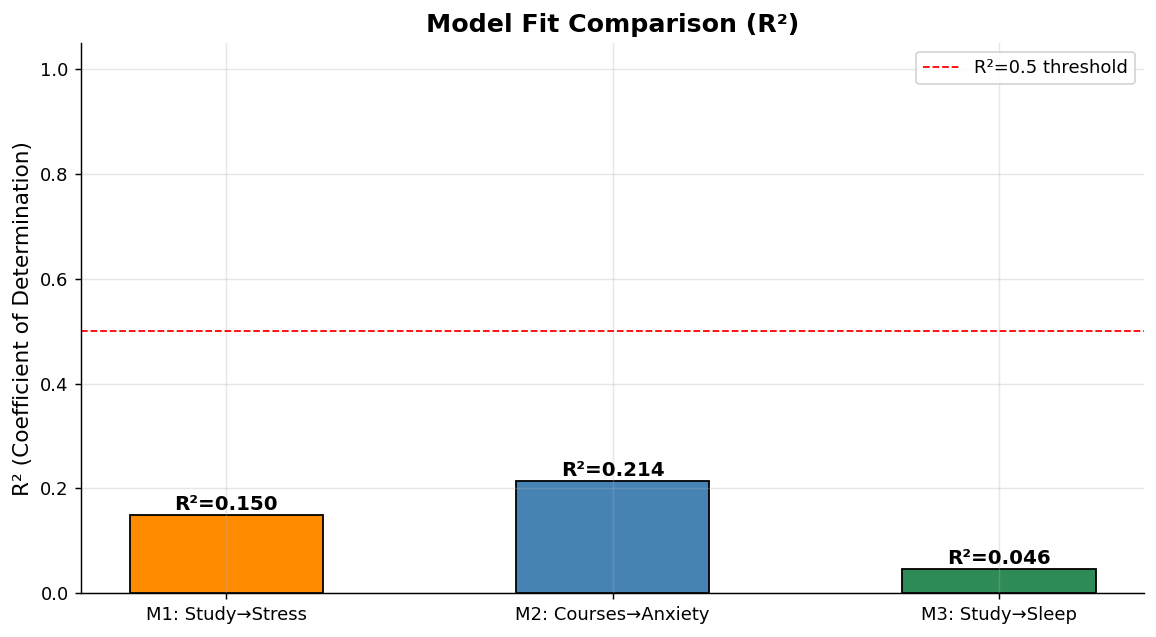 Model Fit Comparison (R²)
R² (Coefficient of Determination)
1.0
0.8
0.6
0.4
0.2
0.0
R²=0.5 threshold
R²=0.150
R²=0.214
R²=0.046
M1: Study→Stress
M2: Courses→Anxiety
M3: Study→Sleep